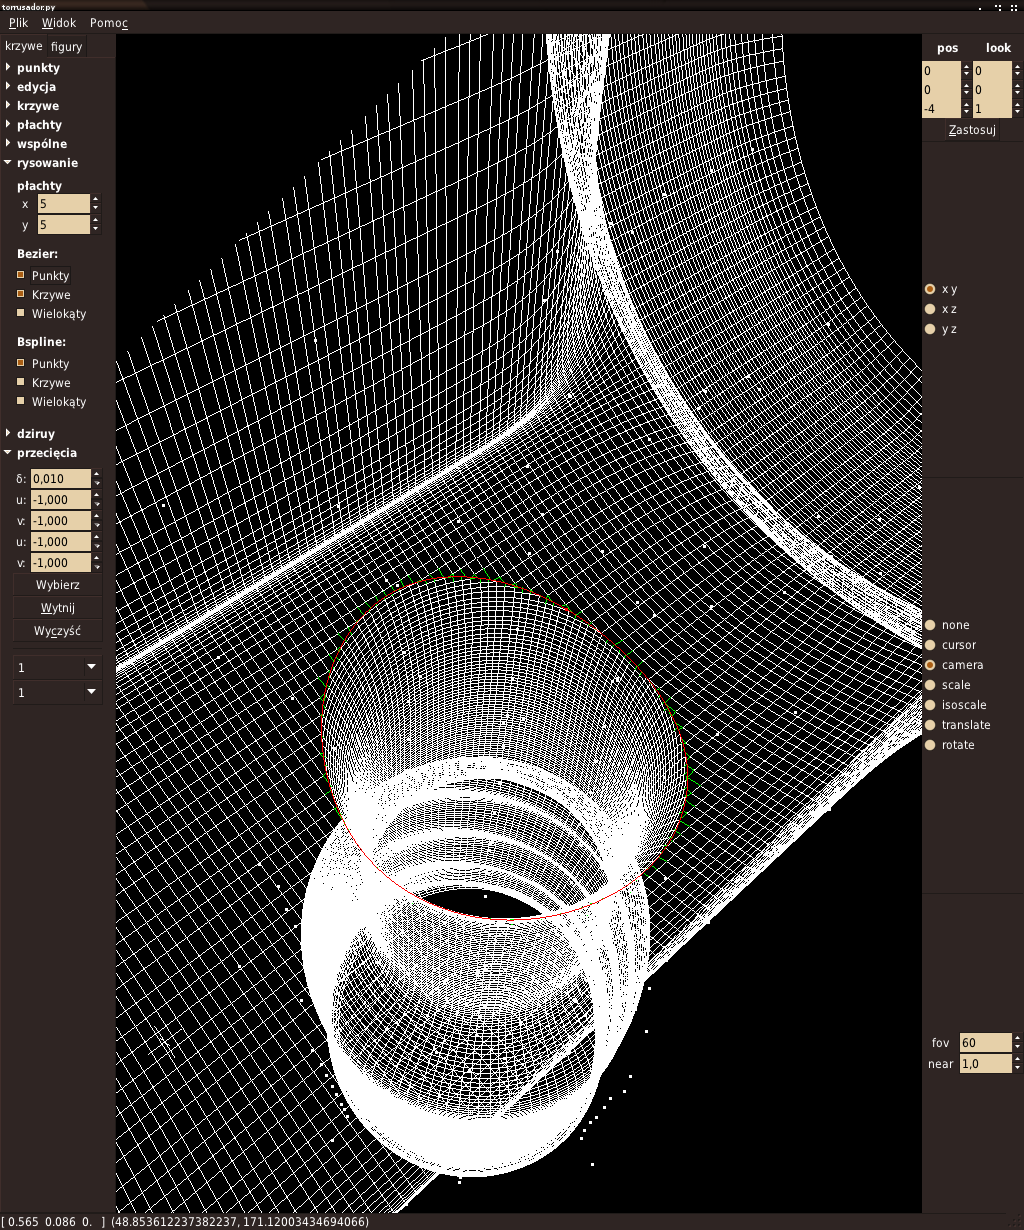 torrusador.py
Plik Widok Pomoc
krzywe figury
punkty
edycja
krzywe
płachty
wspólne
rysowanie
płachty
x 5
y 5
Bezier:
Punkty
Krzywe
Wielokąty
Bspline:
Punkty
Krzywe
Wielokąty
dziruy
przecięcia
δ: 0,010
u: -1,000
v: -1,000
u: -1,000
v: -1,000
Wybierz
Wytnij
Wyczyść
1
1
pos look
0 0
0 0
-4 1
Zastosuj
x y
x z
y z
none
cursor
camera
scale
isoscale
translate
rotate
fov 60
near 1,0
[ 0.565 0.086 0. ] (48.853612237382237, 171.12003434694066)